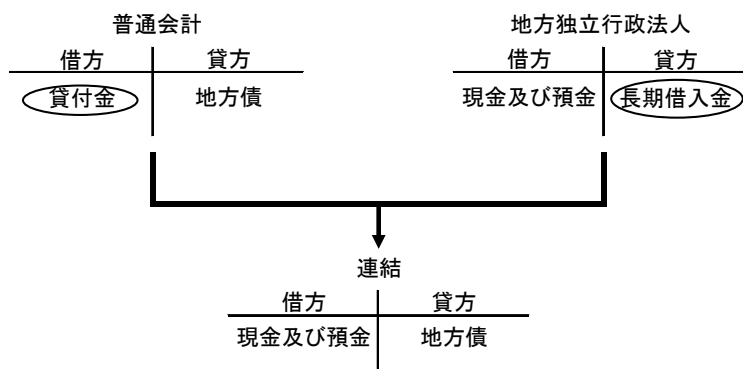 普通会計
地方独立行政法人
借方 貸方
借方 貸方
貸付金 地方債
現金及び預金 長期借入金
連結
借方 貸方
現金及び預金 地方債